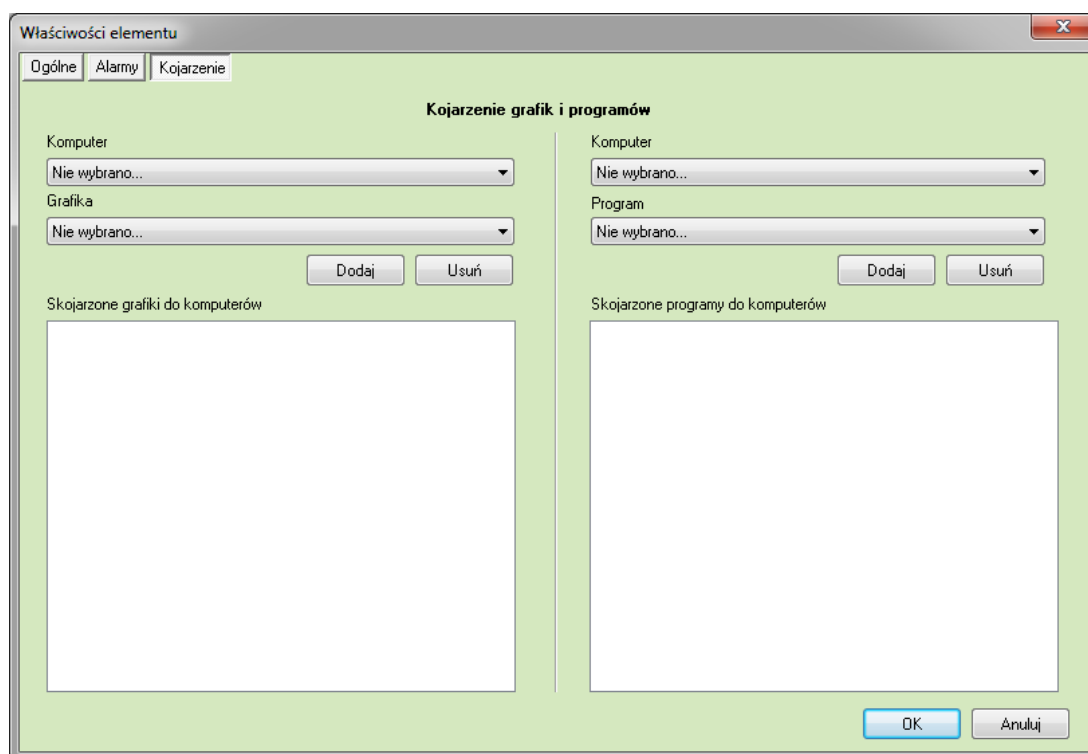 Właściwości elementu
Ogólne Alarmy Kojarzenie
Kojarzenie grafik i programów
Komputer
Nie wybrano...
Grafika
Nie wybrano...
Dodaj Usuń
Skojarzone grafiki do komputerów
Komputer
Nie wybrano...
Program
Nie wybrano...
Dodaj Usuń
Skojarzone programy do komputerów
OK Anuluj